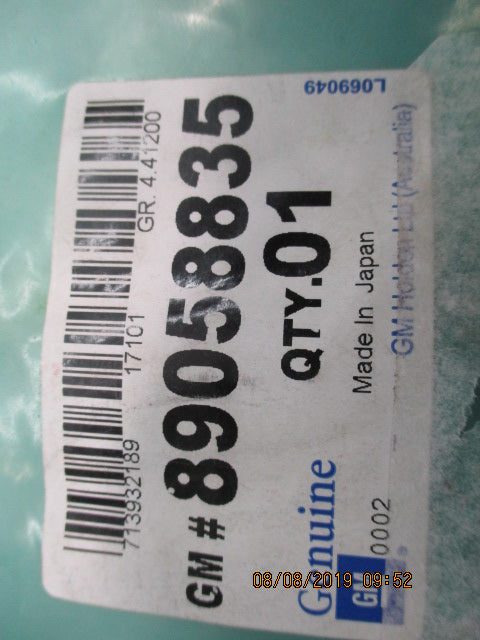 713932189 17101 GR. 4.41200
GM # 89058835
QTY.01
Genuine
GM
0002
Made In Japan
GM Holden Ltd (Australia)
L069049
08/08/2019 09:52